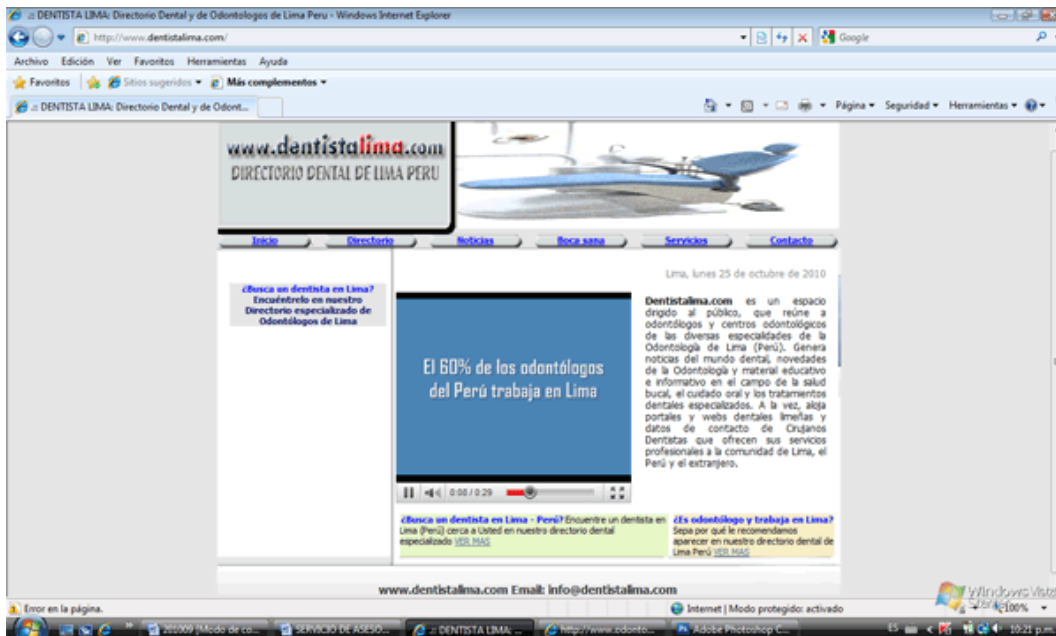 .:: DENTISTA LIMA: Directorio Dental y de Odontologos de Lima Peru - Windows Internet Explorer
http://www.dentistalima.com/
Google
Archivo Edición Ver Favoritos Herramientas Ayuda
Favoritos Sitios sugeridos Más complementos
.:: DENTISTA LIMA: Directorio Dental y de Odont...
Página Seguridad Herramientas
www.dentistalima.com
DIRECTORIO DENTAL DE LIMA PERU
Inicio Directorio Noticias Boca sana Servicios Contacto
Lima, lunes 25 de octubre de 2010
¿Busca un dentista en Lima?
Encuéntrelo en nuestro
Directorio especializado de
Odontólogos de Lima
El 60% de los odontólogos
del Perú trabaja en Lima
0:08 / 0:29
Dentistalima.com es un espacio
dirigido al público, que reúne a
odontólogos y centros odontológicos
de las diversas especialidades de la
Odontología de Lima (Perú). Genera
noticias del mundo dental, novedades
de la Odontología y material educativo
e informativo en el campo de la salud
bucal, el cuidado oral y los tratamientos
dentales especializados. A la vez, aloja
portales y webs dentales limeñas y
datos de contacto de Cirujanos
Dentistas que ofrecen sus servicios
profesionales a la comunidad de Lima, el
Perú y el extranjero.
¿Busca un dentista en Lima - Perú? Encuentre un dentista en
Lima (Perú) cerca a Usted en nuestro directorio dental
especializado VER MAS
¿Es odontólogo y trabaja en Lima?
Sepa por qué le recomendamos
aparecer en nuestro directorio dental de
Lima Perú VER MAS
www.dentistalima.com Email: info@dentistalima.com
Error en la página.
Internet | Modo protegido: activado
100%
Windows Vista
201009 [Modo de co...
SERVICIO DE ASESO...
.:: DENTISTA LIMA: ...
http://www.odonto...
Adobe Photoshop C...
ES
10:21 p.m.